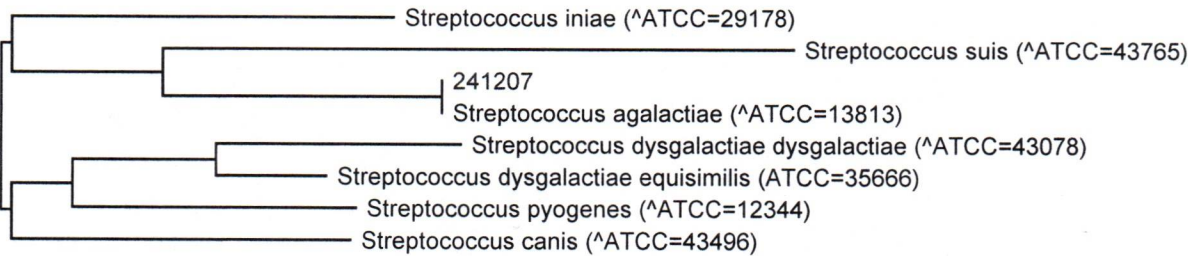 Streptococcus iniae (^ATCC=29178)
Streptococcus suis (^ATCC=43765)
241207
Streptococcus agalactiae (^ATCC=13813)
Streptococcus dysgalactiae dysgalactiae (^ATCC=43078)
Streptococcus dysgalactiae equisimilis (ATCC=35666)
Streptococcus pyogenes (^ATCC=12344)
Streptococcus canis (^ATCC=43496)